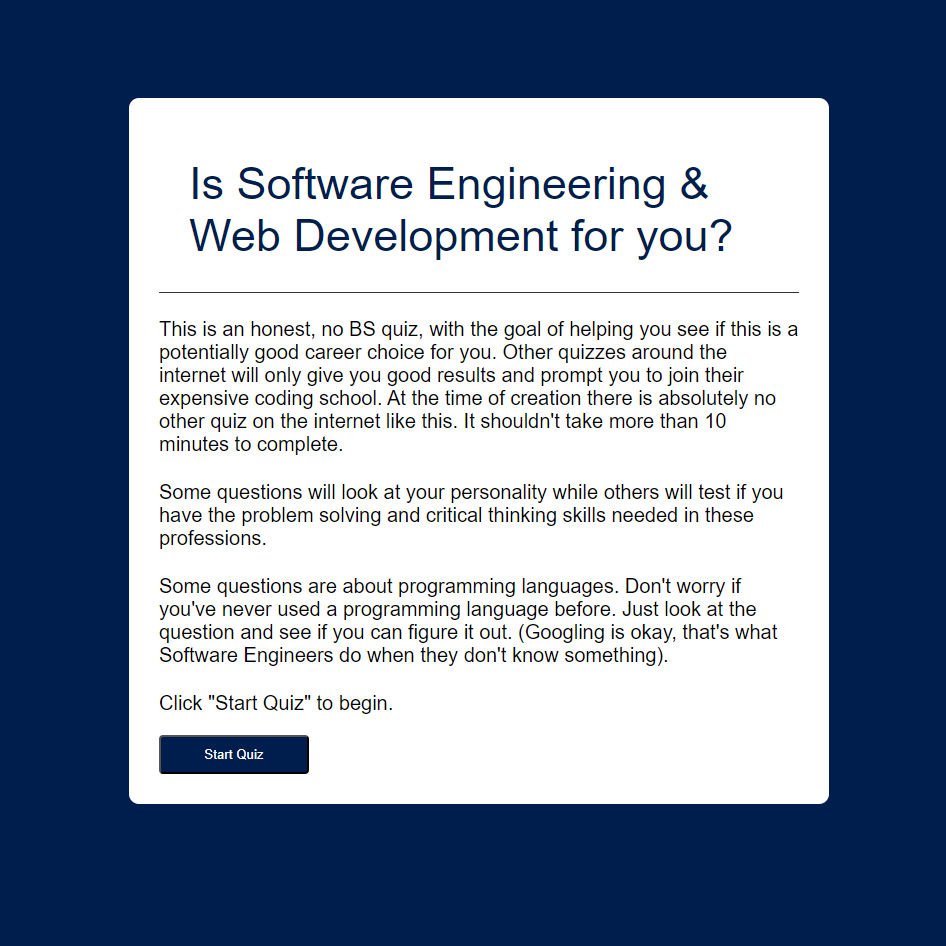 Is Software Engineering &
Web Development for you?
This is an honest, no BS quiz, with the goal of helping you see if this is a
potentially good career choice for you. Other quizzes around the
internet will only give you good results and prompt you to join their
expensive coding school. At the time of creation there is absolutely no
other quiz on the internet like this. It shouldn't take more than 10
minutes to complete.
Some questions will look at your personality while others will test if you
have the problem solving and critical thinking skills needed in these
professions.
Some questions are about programming languages. Don't worry if
you've never used a programming language before. Just look at the
question and see if you can figure it out. (Googling is okay, that's what
Software Engineers do when they don't know something).
Click "Start Quiz" to begin.
Start Quiz